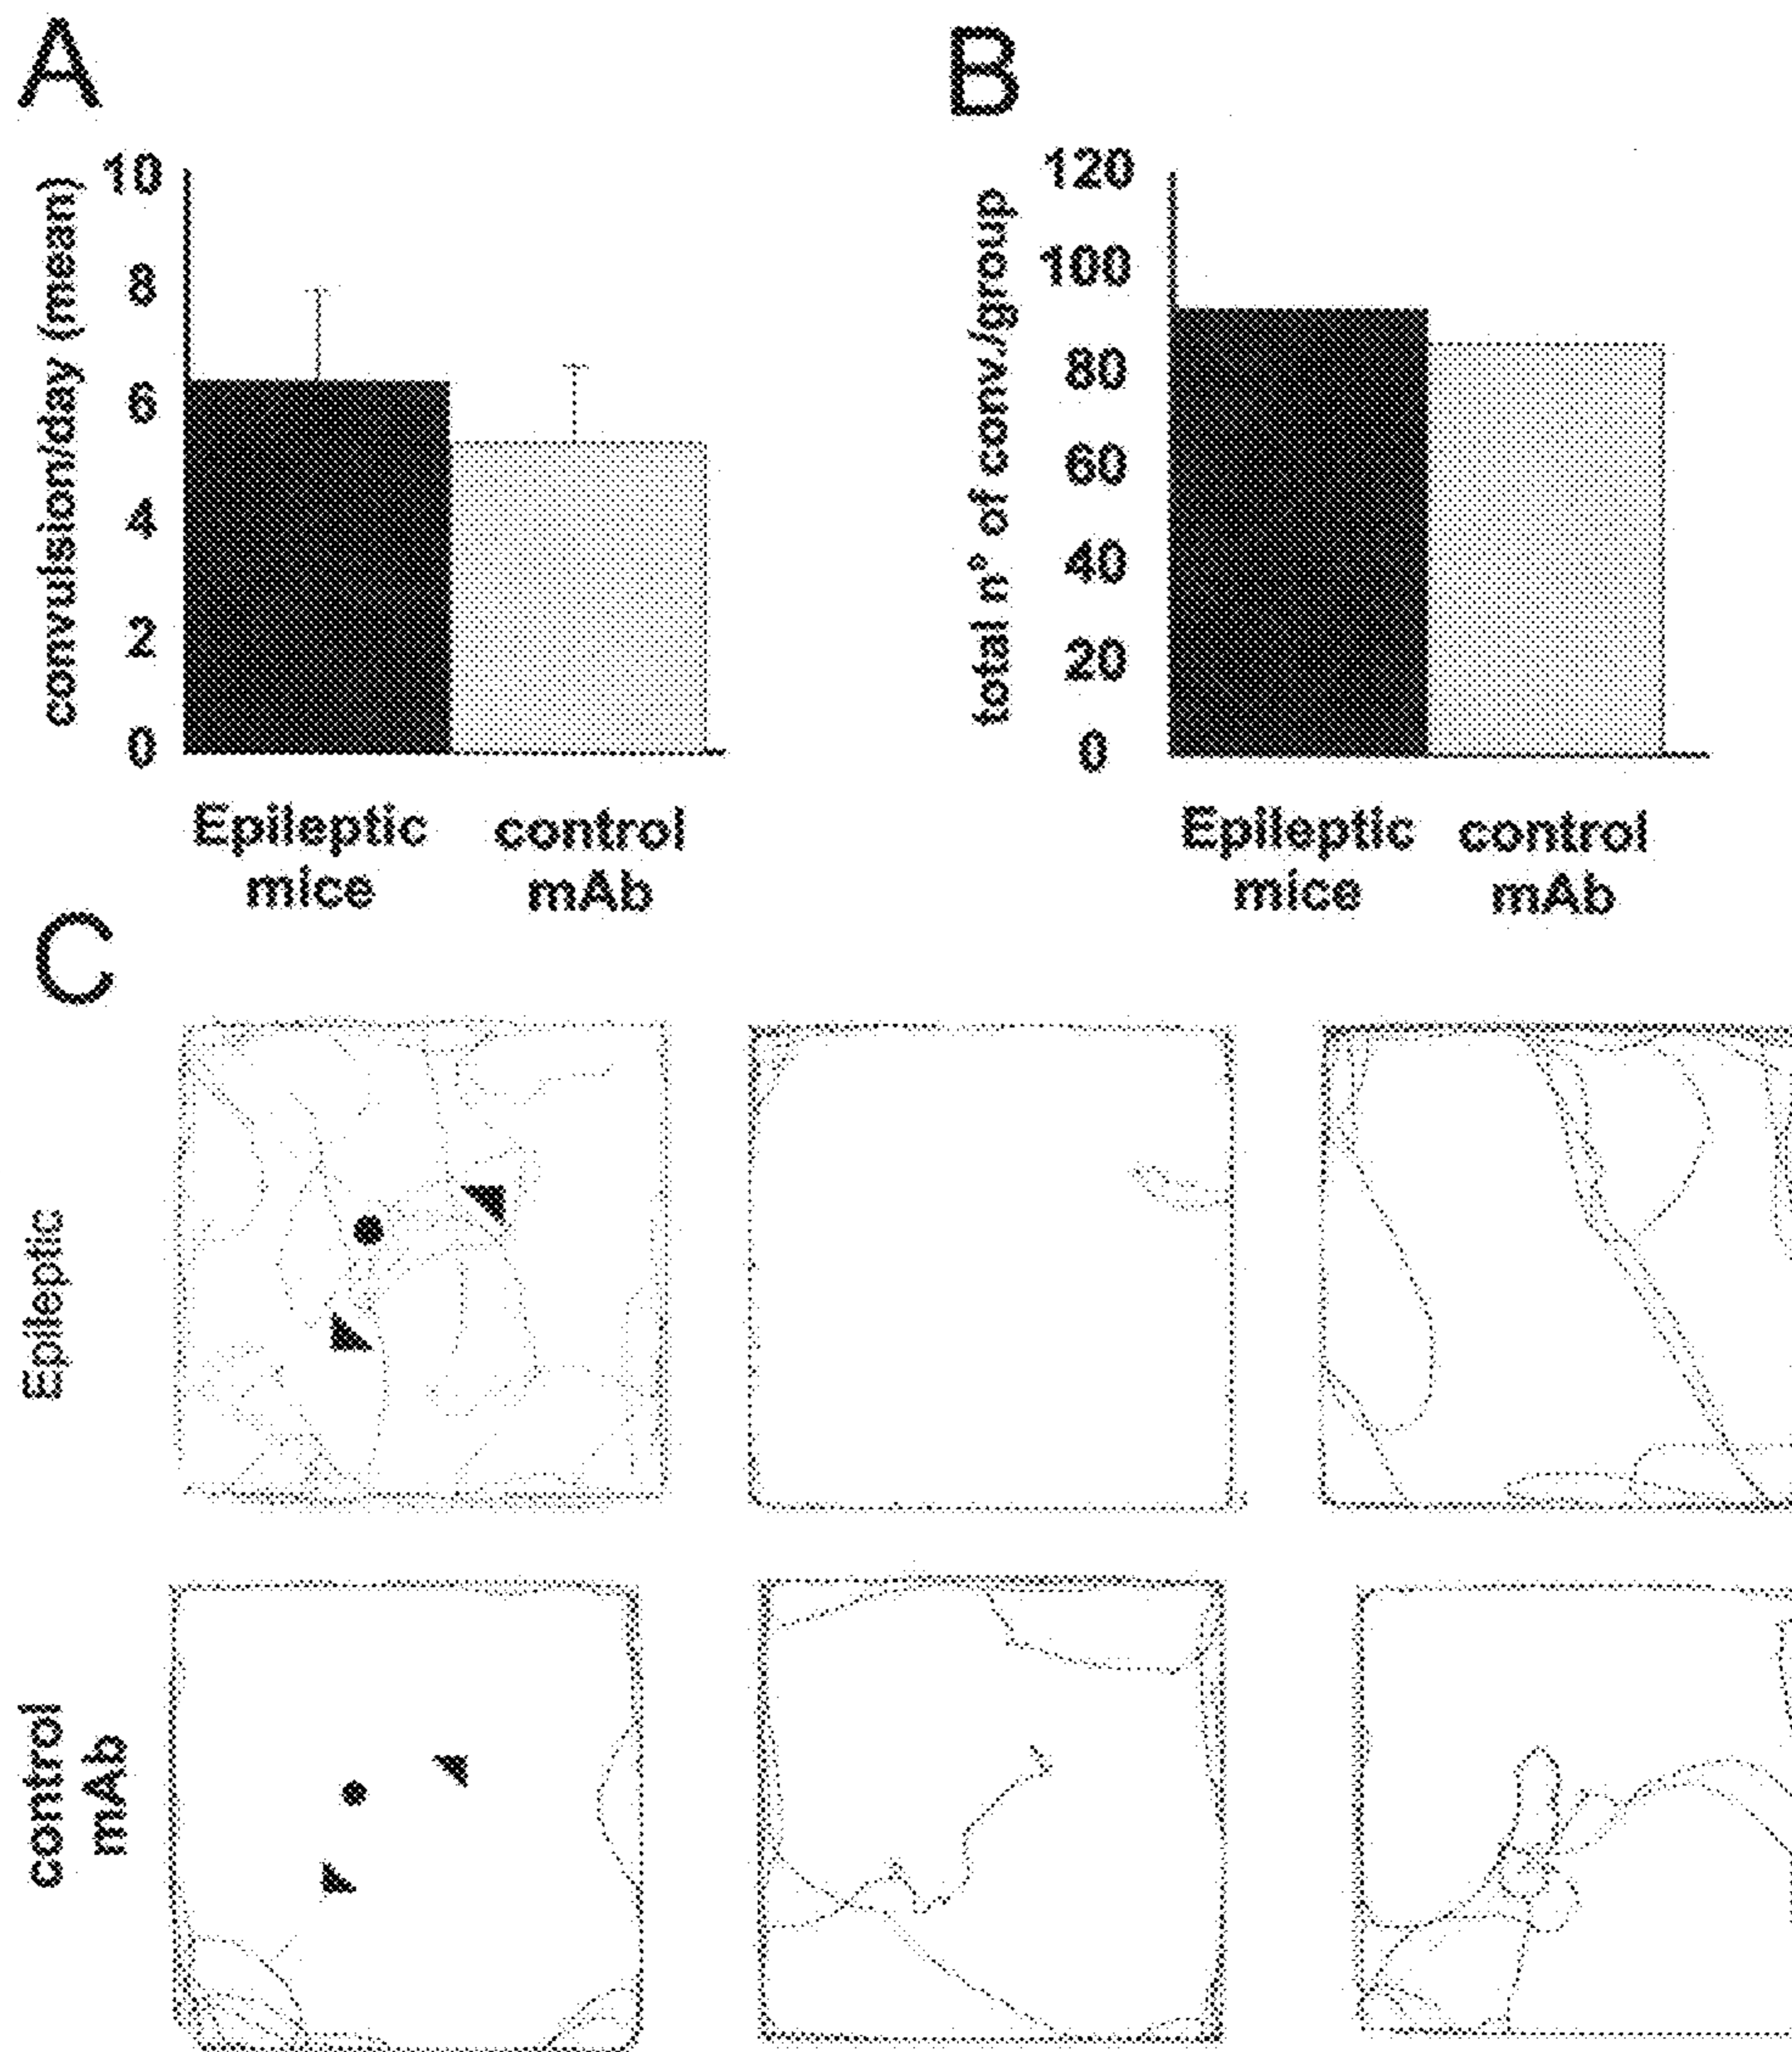 A
convulsion/day (mean)
10
8
6
4
2
0
Epileptic
mice
control
mAb
B
total n° of conv./group
120
100
80
60
40
20
0
Epileptic
mice
control
mAb
C
Epileptic
control
mAb